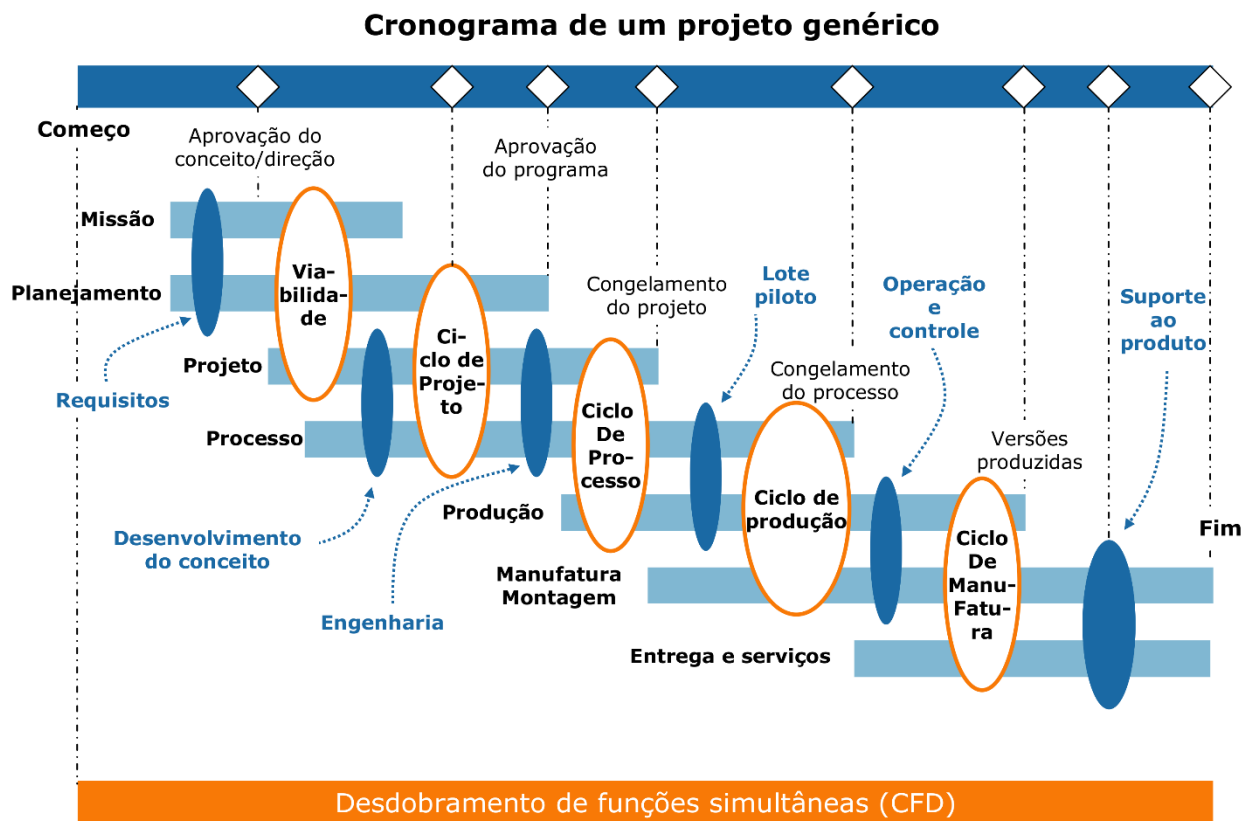 Cronograma de um projeto genérico
Começo
Aprovação do
conceito/direção
Aprovação
do programa
Missão
Planejamento
Via-
bilida-
de
Congelamento
do projeto
Lote
piloto
Operação
e
controle
Suporte
ao
produto
Projeto
Ci-
clo de
Proje-
to
Requisitos
Congelamento
do processo
Processo
Ciclo
De
Pro-
cesso
Versões
produzidas
Produção
Ciclo de
produção
Fim
Desenvolvimento
do conceito
Ciclo
De
Manu-
Fatu-
ra
Manufatura
Montagem
Engenharia
Entrega e serviços
Desdobramento de funções simultâneas (CFD)